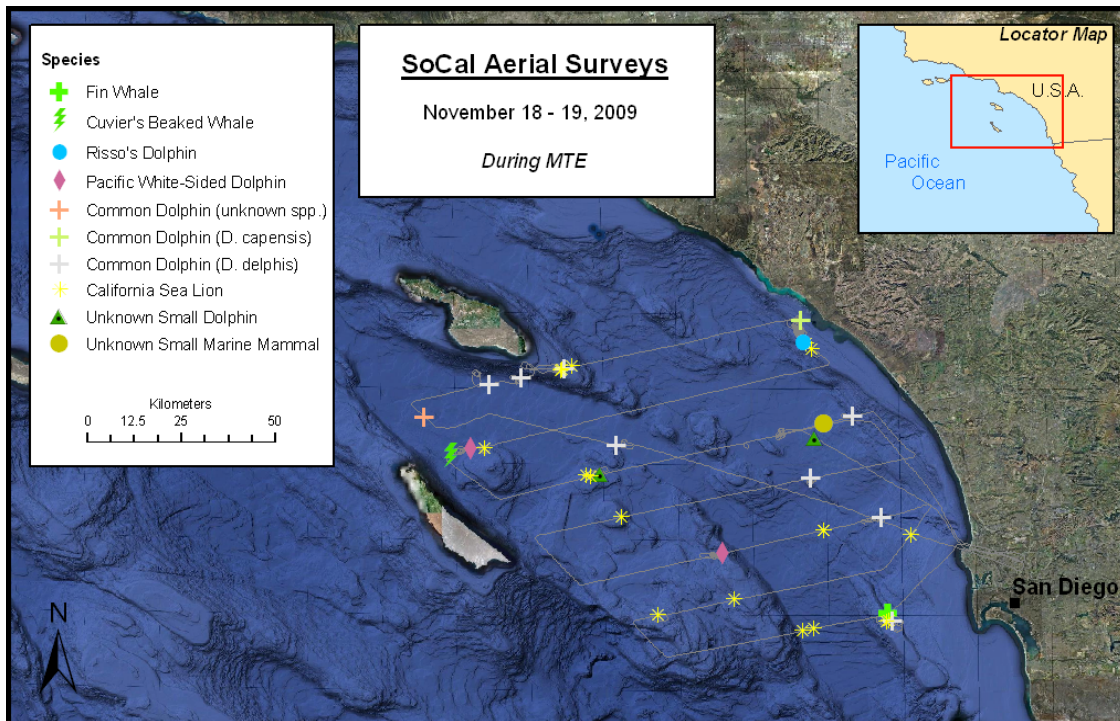 Species
Fin Whale
Cuvier's Beaked Whale
Risso's Dolphin
Pacific White-Sided Dolphin
Common Dolphin (unknown spp.)
Common Dolphin (D. capensis)
Common Dolphin (D. delphis)
California Sea Lion
Unknown Small Dolphin
Unknown Small Marine Mammal
Kilometers
0 12.5 25 50
SoCal Aerial Surveys
November 18 - 19, 2009
During MTE
Locator Map
U.S.A.
Pacific
Ocean
San Diego
N